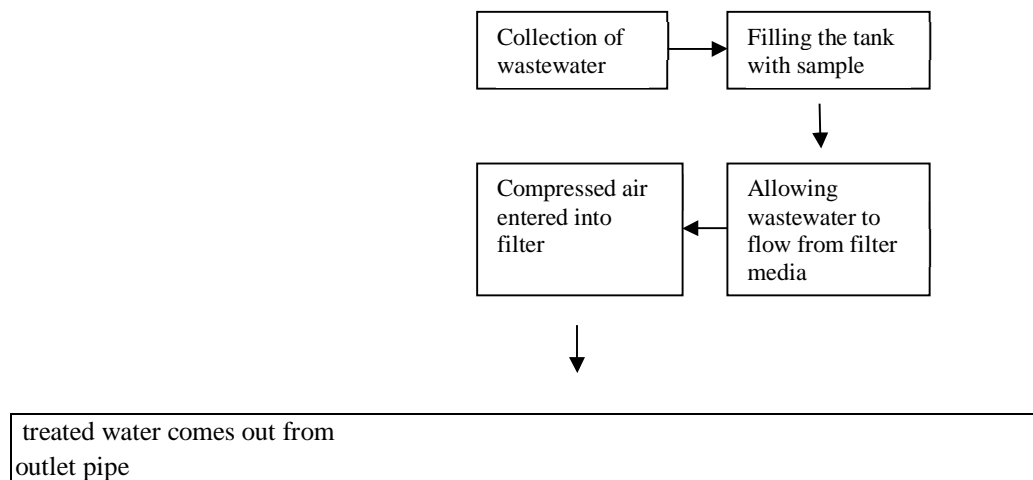 Collection of
wastewater
Filling the tank
with sample
Allowing
wastewater to
flow from filter
media
Compressed air
entered into
filter
treated water comes out from
outlet pipe